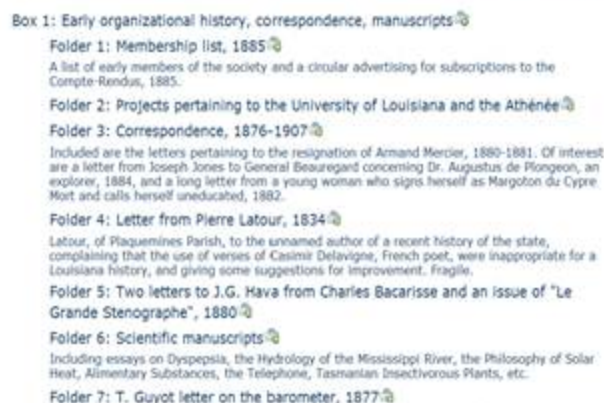 Box 1: Early organizational history, correspondence, manuscripts
Folder 1: Membership list, 1885
A list of early members of the society and a circular advertising for subscriptions to the
Compte-Rendus, 1885.
Folder 2: Projects pertaining to the University of Louisiana and the Athénée
Folder 3: Correspondence, 1876-1907
Included are the letters pertaining to the resignation of Armand Mercier, 1880-1881. Of interest
are a letter from Joseph Jones to General Beauregard concerning Dr. Augustus de Plongeon, an
explorer, 1884, and a long letter from a young woman who signs herself as Margoton du Cypre
Mort and calls herself uneducated, 1882.
Folder 4: Letter from Pierre Latour, 1834
Latour, of Plaquemines Parish, to the unnamed author of a recent history of the state,
complaining that the use of verses of Casimir Delavigne, French poet, were inappropriate for a
Louisiana history, and giving some suggestions for improvement. Fragile.
Folder 5: Two letters to J.G. Hava from Charles Bacarisse and an issue of "Le
Grande Stenographe", 1880
Folder 6: Scientific manuscripts
Including essays on Dyspepsia, the Hydrology of the Mississippi River, the Philosophy of Solar
Heat, Alimentary Substances, the Telephone, Tasmanian Insectivorous Plants, etc.
Folder 7: T. Guyot letter on the barometer, 1877